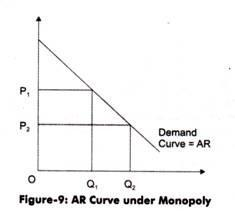 P1
P2
Demand
Curve = AR
O
Q1
Q2
Figure-9: AR Curve under Monopoly